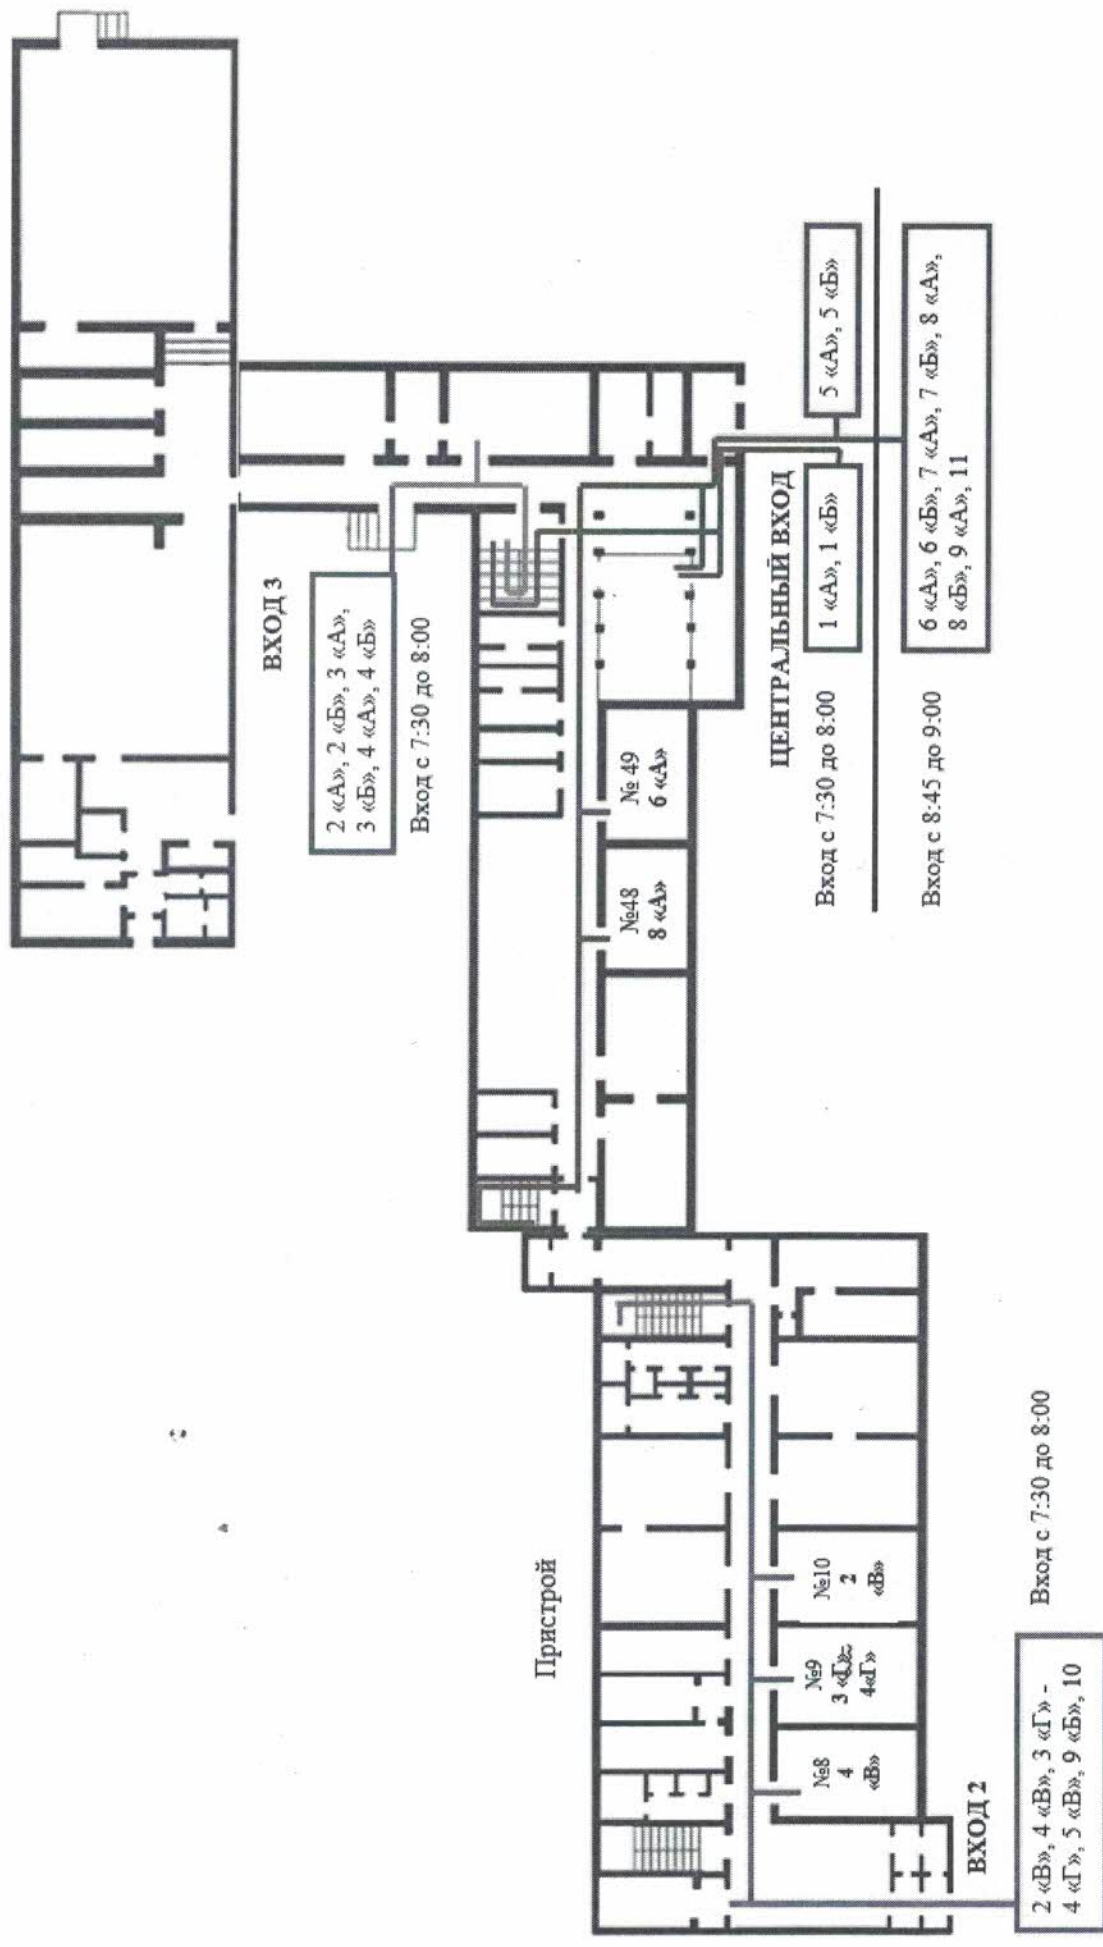 ВХОД 3
2 «А», 2 «Б», 3 «А»,
3 «Б», 4 «А», 4 «Б»
Вход с 7:30 до 8:00
№ 49
6 «А»
№48
8 «А»
ЦЕНТРАЛЬНЫЙ ВХОД
Вход с 7:30 до 8:00
1 «А», 1 «Б»
5 «А», 5 «Б»
Вход с 8:45 до 9:00
6 «А», 6 «Б», 7 «А», 7 «Б», 8 «А»,
8 «Б», 9 «А», 11
Пристрой
№8
4
«В»
№9
3 «Г»-
4«Г»
№10
2
«В»
ВХОД 2
2 «В», 4 «В», 3 «Г» -
4 «Г», 5 «В», 9 «Б», 10
Вход с 7:30 до 8:00